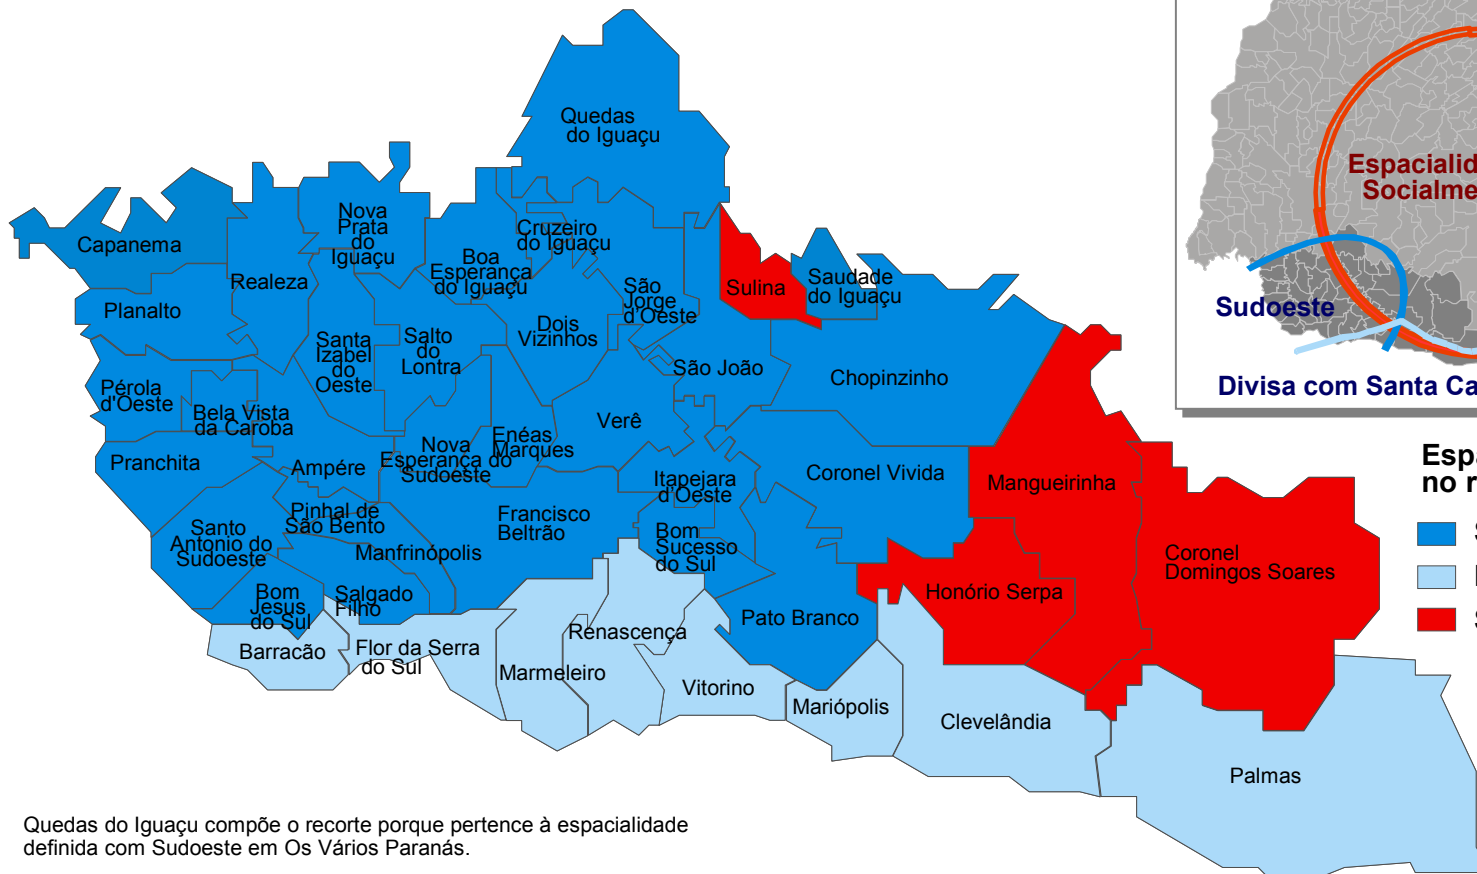 Quedas
do Iguaçu
Capanema
Nova
Prata
do
Iguaçu
Cruzeiro
do Iguaçu
Boa
Esperança
do Iguaçu
Realeza
São
Jorge
d'Oeste
Sulina
Saudade
do Iguaçu
Planalto
Santa
Izabel
do
Oeste
Salto
do
Lontra
Dois
Vizinhos
São João
Chopinzinho
Pérola
d'Oeste
Bela Vista
da Caroba
Verê
Enéas
Marques
Nova
Esperança do
Sudoeste
Pranchita
Ampére
Itapejara
d'Oeste
Coronel Vivida
Mangueirinha
Pinhal de
São Bento
Santo
Antonio do
Sudoeste
Francisco
Beltrão
Manfrinópolis
Bom
Sucesso
do Sul
Coronel
Domingos Soares
Honório Serpa
Bom
Jesus
do Sul
Salgado
Filho
Pato Branco
Barracão
Flor da Serra
do Sul
Renascença
Marmeleiro
Vitorino
Mariópolis
Clevelândia
Palmas
Espacialid
Socialme
Sudoeste
Divisa com Santa Ca
Espa
no r
S
Quedas do Iguaçu compõe o recorte porque pertence à espacialidade
definida com Sudoeste em Os Vários Paranás.